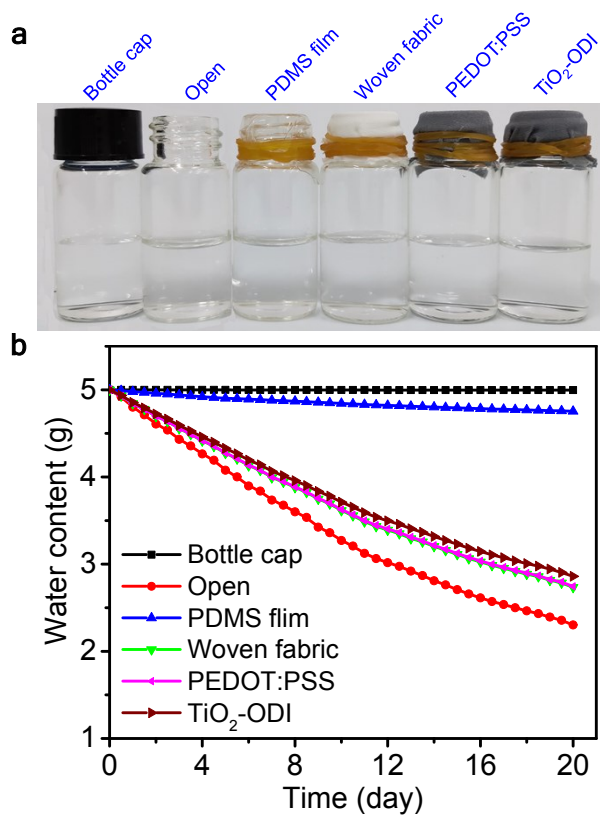 a
Bottle cap
Open
PDMS film
Woven fabric
PEDOT:PSS
TiO₂-ODI
b
Water content (g)
5
4
3
2
1
Bottle cap
Open
PDMS flim
Woven fabric
PEDOT:PSS
TiO₂-ODI
0 4 8 12 16 20
Time (day)